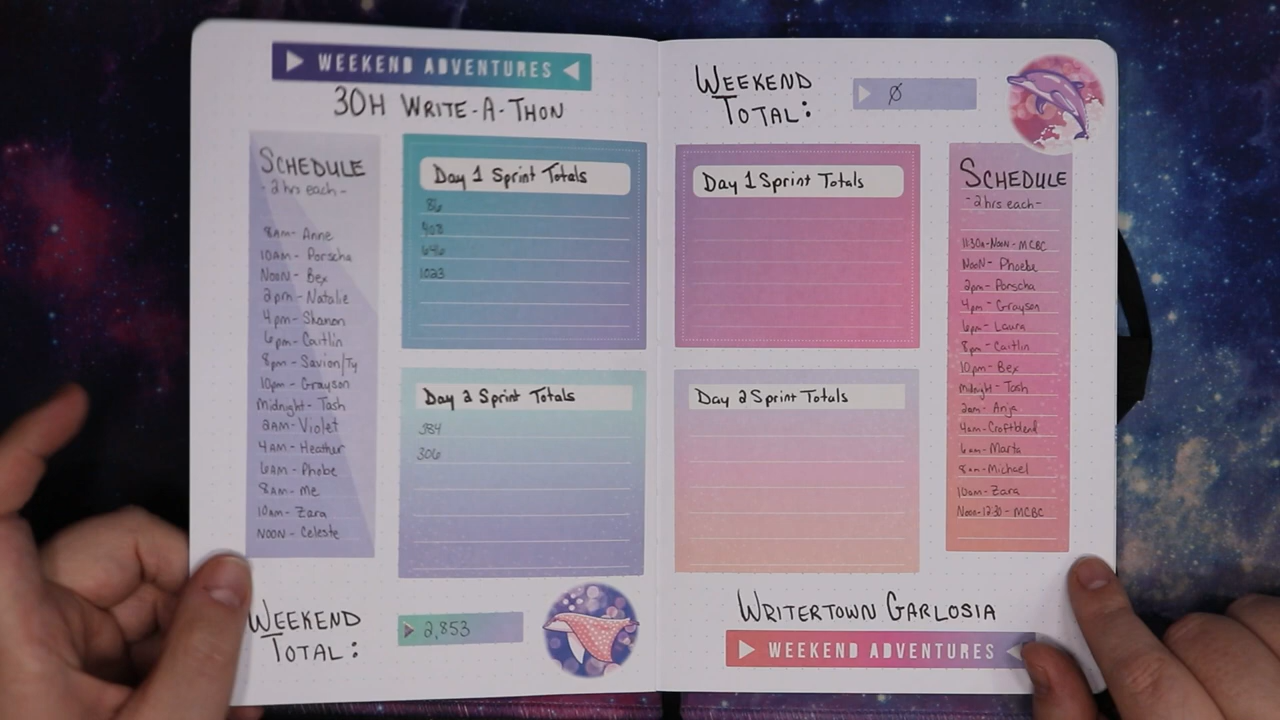 WEEKEND ADVENTURES
30H WRITE-A-THON
SCHEDULE
-2 hrs each-
8AM- Anne
10AM- Porscha
NOON- Bex
2pm- Natalie
4pm- Shanon
6pm- Caitlin
8pm- Savion/Ty
10pm- Grayson
Midnight- Tash
2AM- Violet
4AM- Heather
6AM- Phobe
8AM- Me
10AM- Zara
NOON- Celeste
Day 1 Sprint Totals
86
408
646
1023
Day 2 Sprint Totals
384
306
WEEKEND
TOTAL:
2,853
WEEKEND
TOTAL:
Ø
Day 1 Sprint Totals
Day 2 Sprint Totals
SCHEDULE
-2hrs each-
11:30a-Noon- MCBC
NOON- Phoebe
2pm- Porscha
4pm- Grayson
6pm- Laura
8pm- Caitlin
10pm- Bex
Midnight- Tash
2am- Anja
4am- Croftblend
6am- Marta
8am- Michael
10am- Zara
Noon-12:30- MCBC
WRITERTOWN GARLOSIA
WEEKEND ADVENTURES